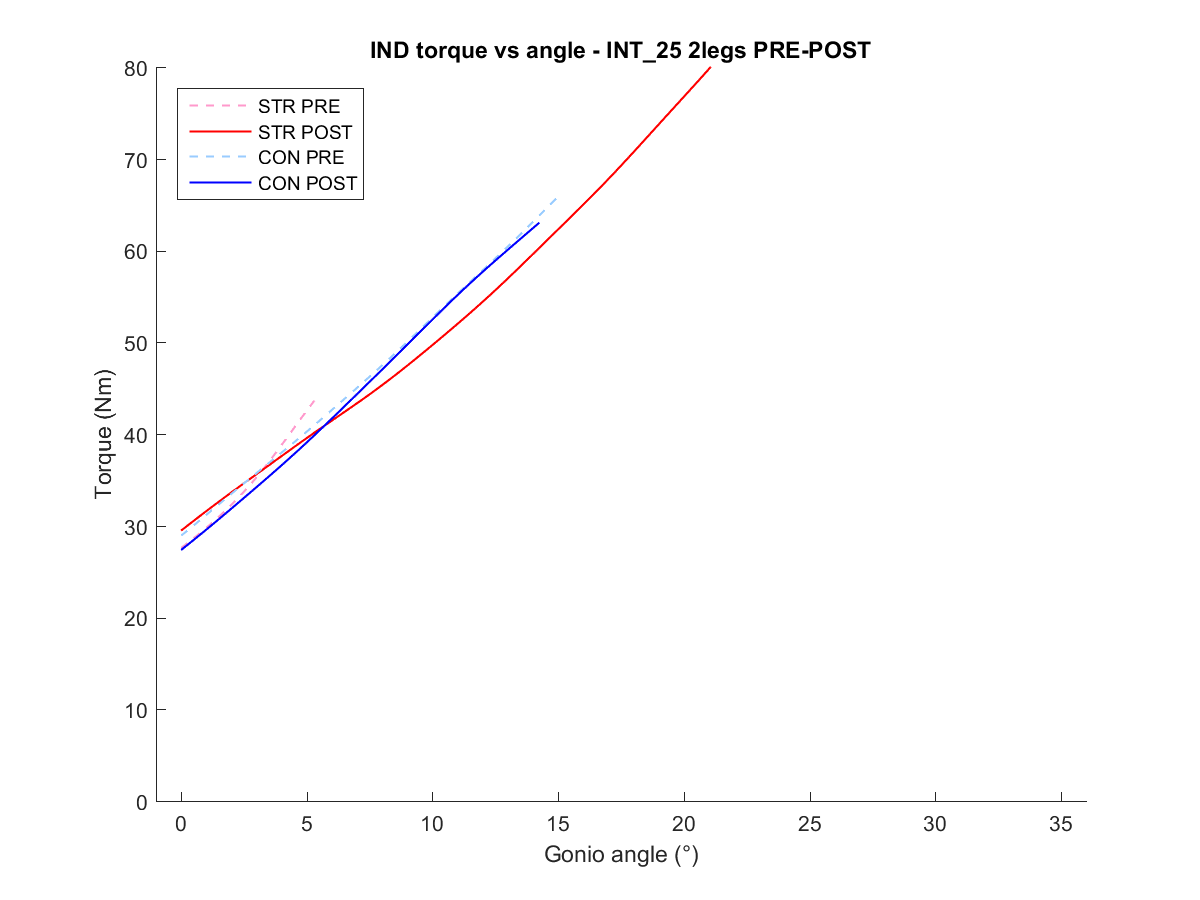 IND torque vs angle - INT_25 2legs PRE-POST
STR PRE
STR POST
CON PRE
CON POST
80
70
60
50
40
30
20
10
0
Torque (Nm)
0 5 10 15 20 25 30 35
Gonio angle (°)